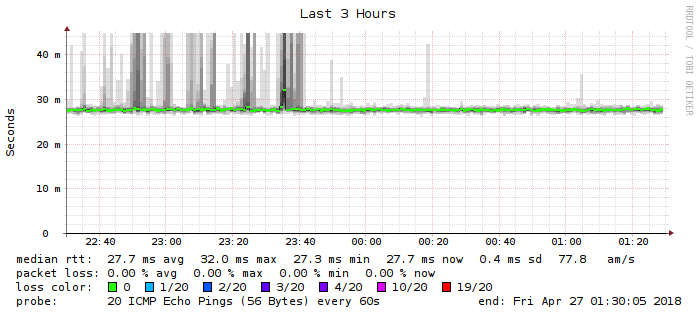 Last 3 Hours
RRDTOOL / TOBI OETIKER
Seconds
40 m
30 m
20 m
10 m
0
22:40 23:00 23:20 23:40 00:00 00:20 00:40 01:00 01:20
median rtt: 27.7 ms avg 32.0 ms max 27.3 ms min 27.7 ms now 0.4 ms sd 77.8 am/s
packet loss: 0.00 % avg 0.00 % max 0.00 % min 0.00 % now
loss color: 0 1/20 2/20 3/20 4/20 10/20 19/20
probe: 20 ICMP Echo Pings (56 Bytes) every 60s end: Fri Apr 27 01:30:05 2018